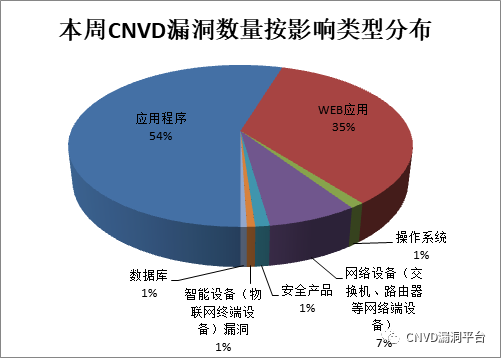 本周CNVD漏洞数量按影响类型分布
应用程序
54%
WEB应用
35%
操作系统
1%
网络设备（交
换机、路由器
等网络端设
备）
7%
安全产品
1%
智能设备（物
联网终端设
备）漏洞
1%
数据库
1%
CNVD漏洞平台